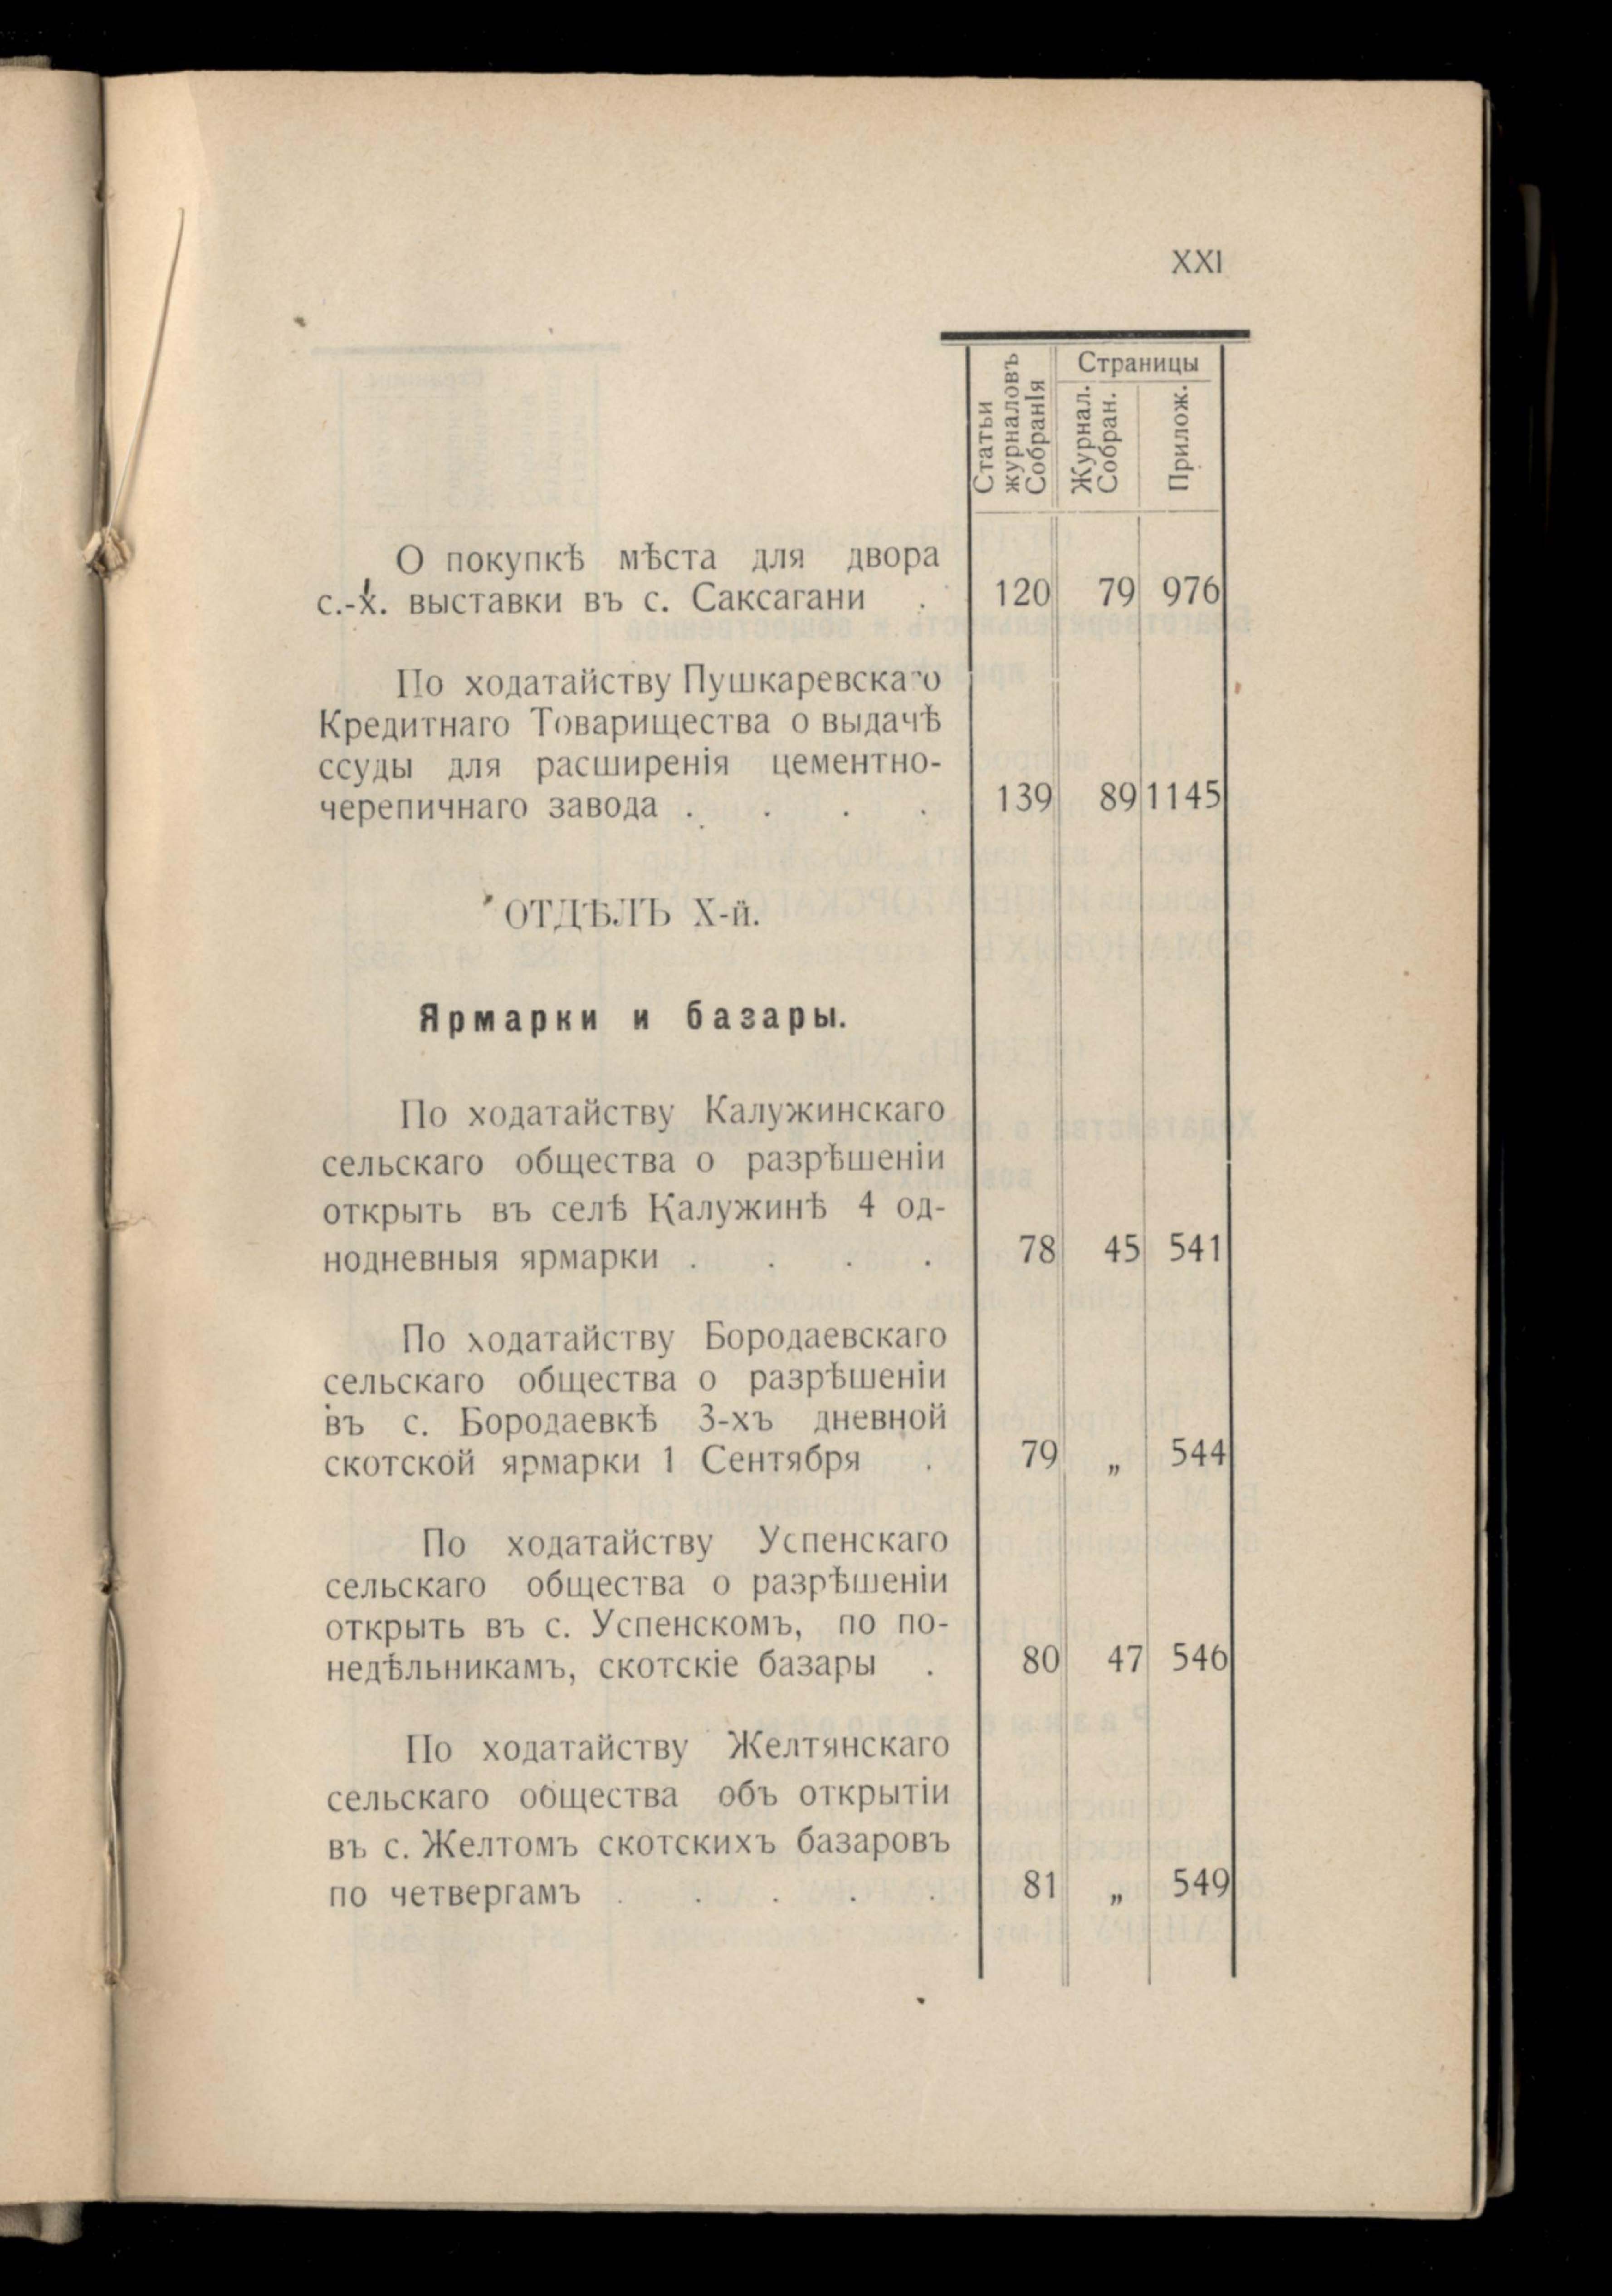 XXI
Статьи
журналовъ
Собранія
Страницы
Журнал.
Собран.
Прилож.
О покупкѣ мѣста для двора
с.-х. выставки въ с. Саксагани . 120 79 976
По ходатайству Пушкаревскаго
Кредитнаго Товарищества о выдачѣ
ссуды для расширенія цементно-
черепичнаго завода . . . . 139 89 1145
ОТДѢЛЪ X-й.
Ярмарки и базары.
По ходатайству Калужинскаго
сельскаго общества о разрѣшеніи
открыть въ селѣ Калужинѣ 4 од-
нодневныя ярмарки . . . . 78 45 541
По ходатайству Бородаевскаго
сельскаго общества о разрѣшеніи
въ с. Бородаевкѣ 3-хъ дневной
скотской ярмарки 1 Сентября . 79 „ 544
По ходатайству Успенскаго
сельскаго общества о разрѣшеніи
открыть въ с. Успенскомъ, по по-
недѣльникамъ, скотскіе базары . 80 47 546
По ходатайству Желтянскаго
сельскаго общества объ открытіи
въ с. Желтомъ скотскихъ базаровъ
по четвергамъ . . . . . 81 „ 549